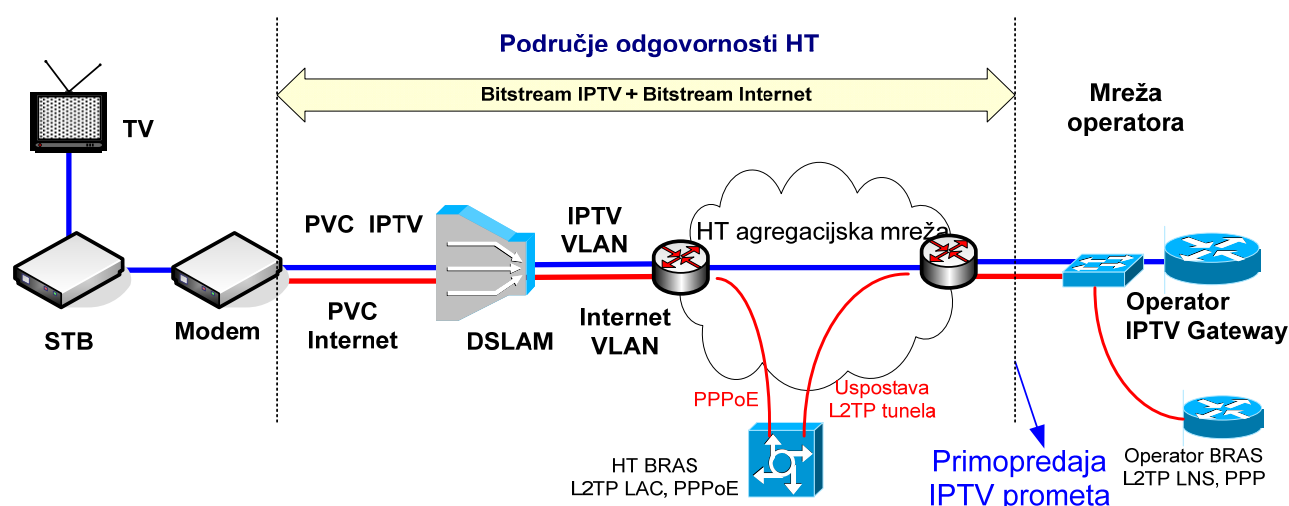 Područje odgovornosti HT
Bitstream IPTV + Bitstream Internet
Mreža
operatora
TV
PVC IPTV
IPTV
VLAN
HT agregacijska mreža
STB
Modem
PVC
Internet
DSLAM
Internet
VLAN
Operator
IPTV Gateway
PPPoE
Uspostava
L2TP tunela
HT BRAS
L2TP LAC, PPPoE
Primopredaja
IPTV prometa
Operator BRAS
L2TP LNS, PPP